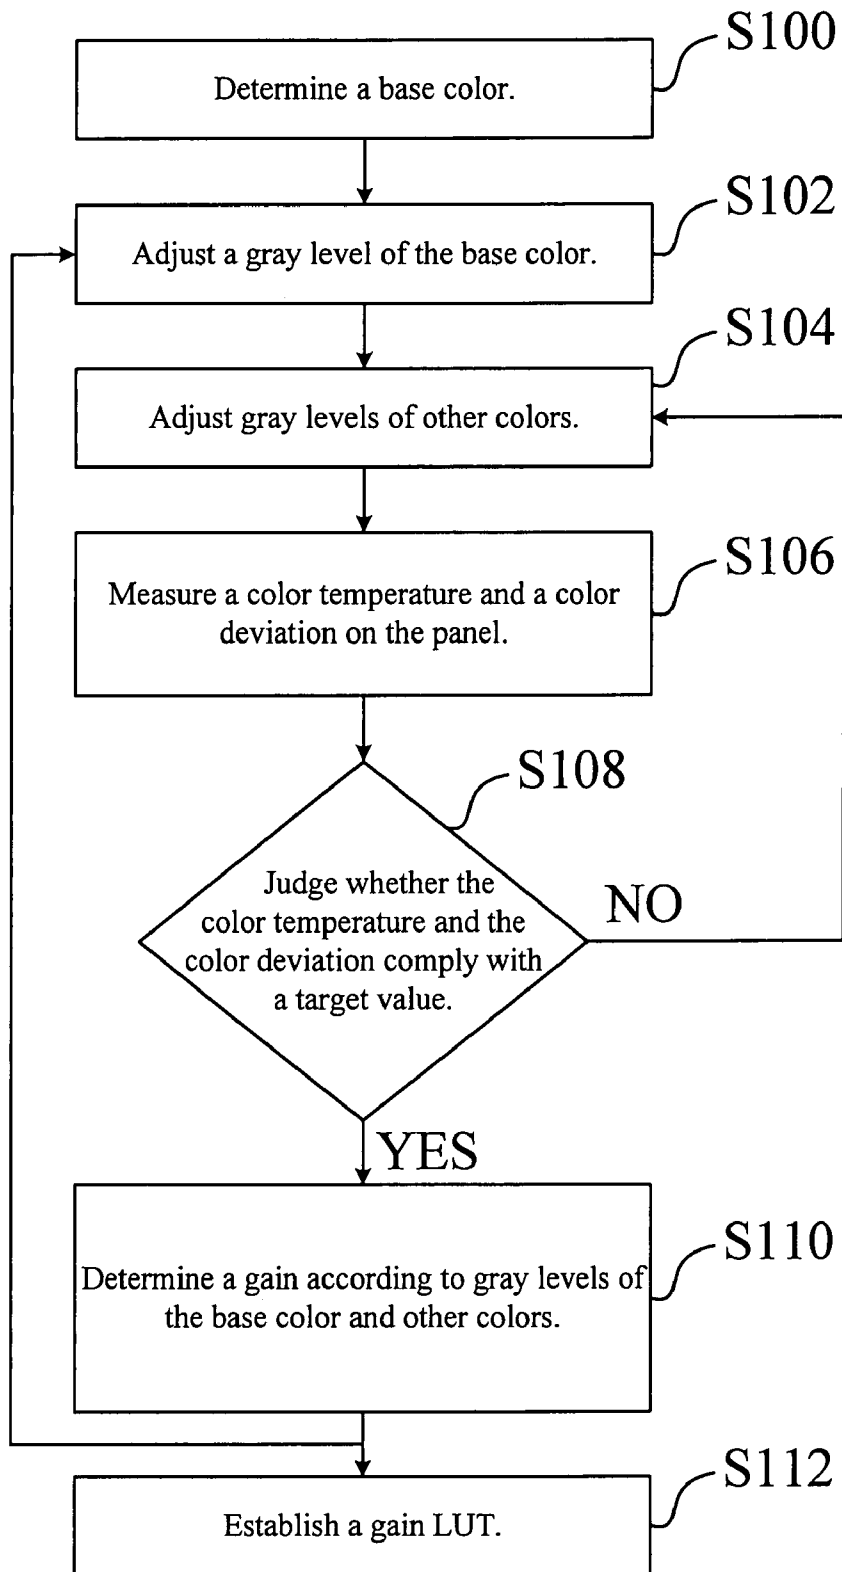 S100
Determine a base color.
S102
Adjust a gray level of the base color.
S104
Adjust gray levels of other colors.
S106
Measure a color temperature and a color
deviation on the panel.
S108
Judge whether the
color temperature and the
color deviation comply with
a target value.
NO
YES
S110
Determine a gain according to gray levels of
the base color and other colors.
S112
Establish a gain LUT.